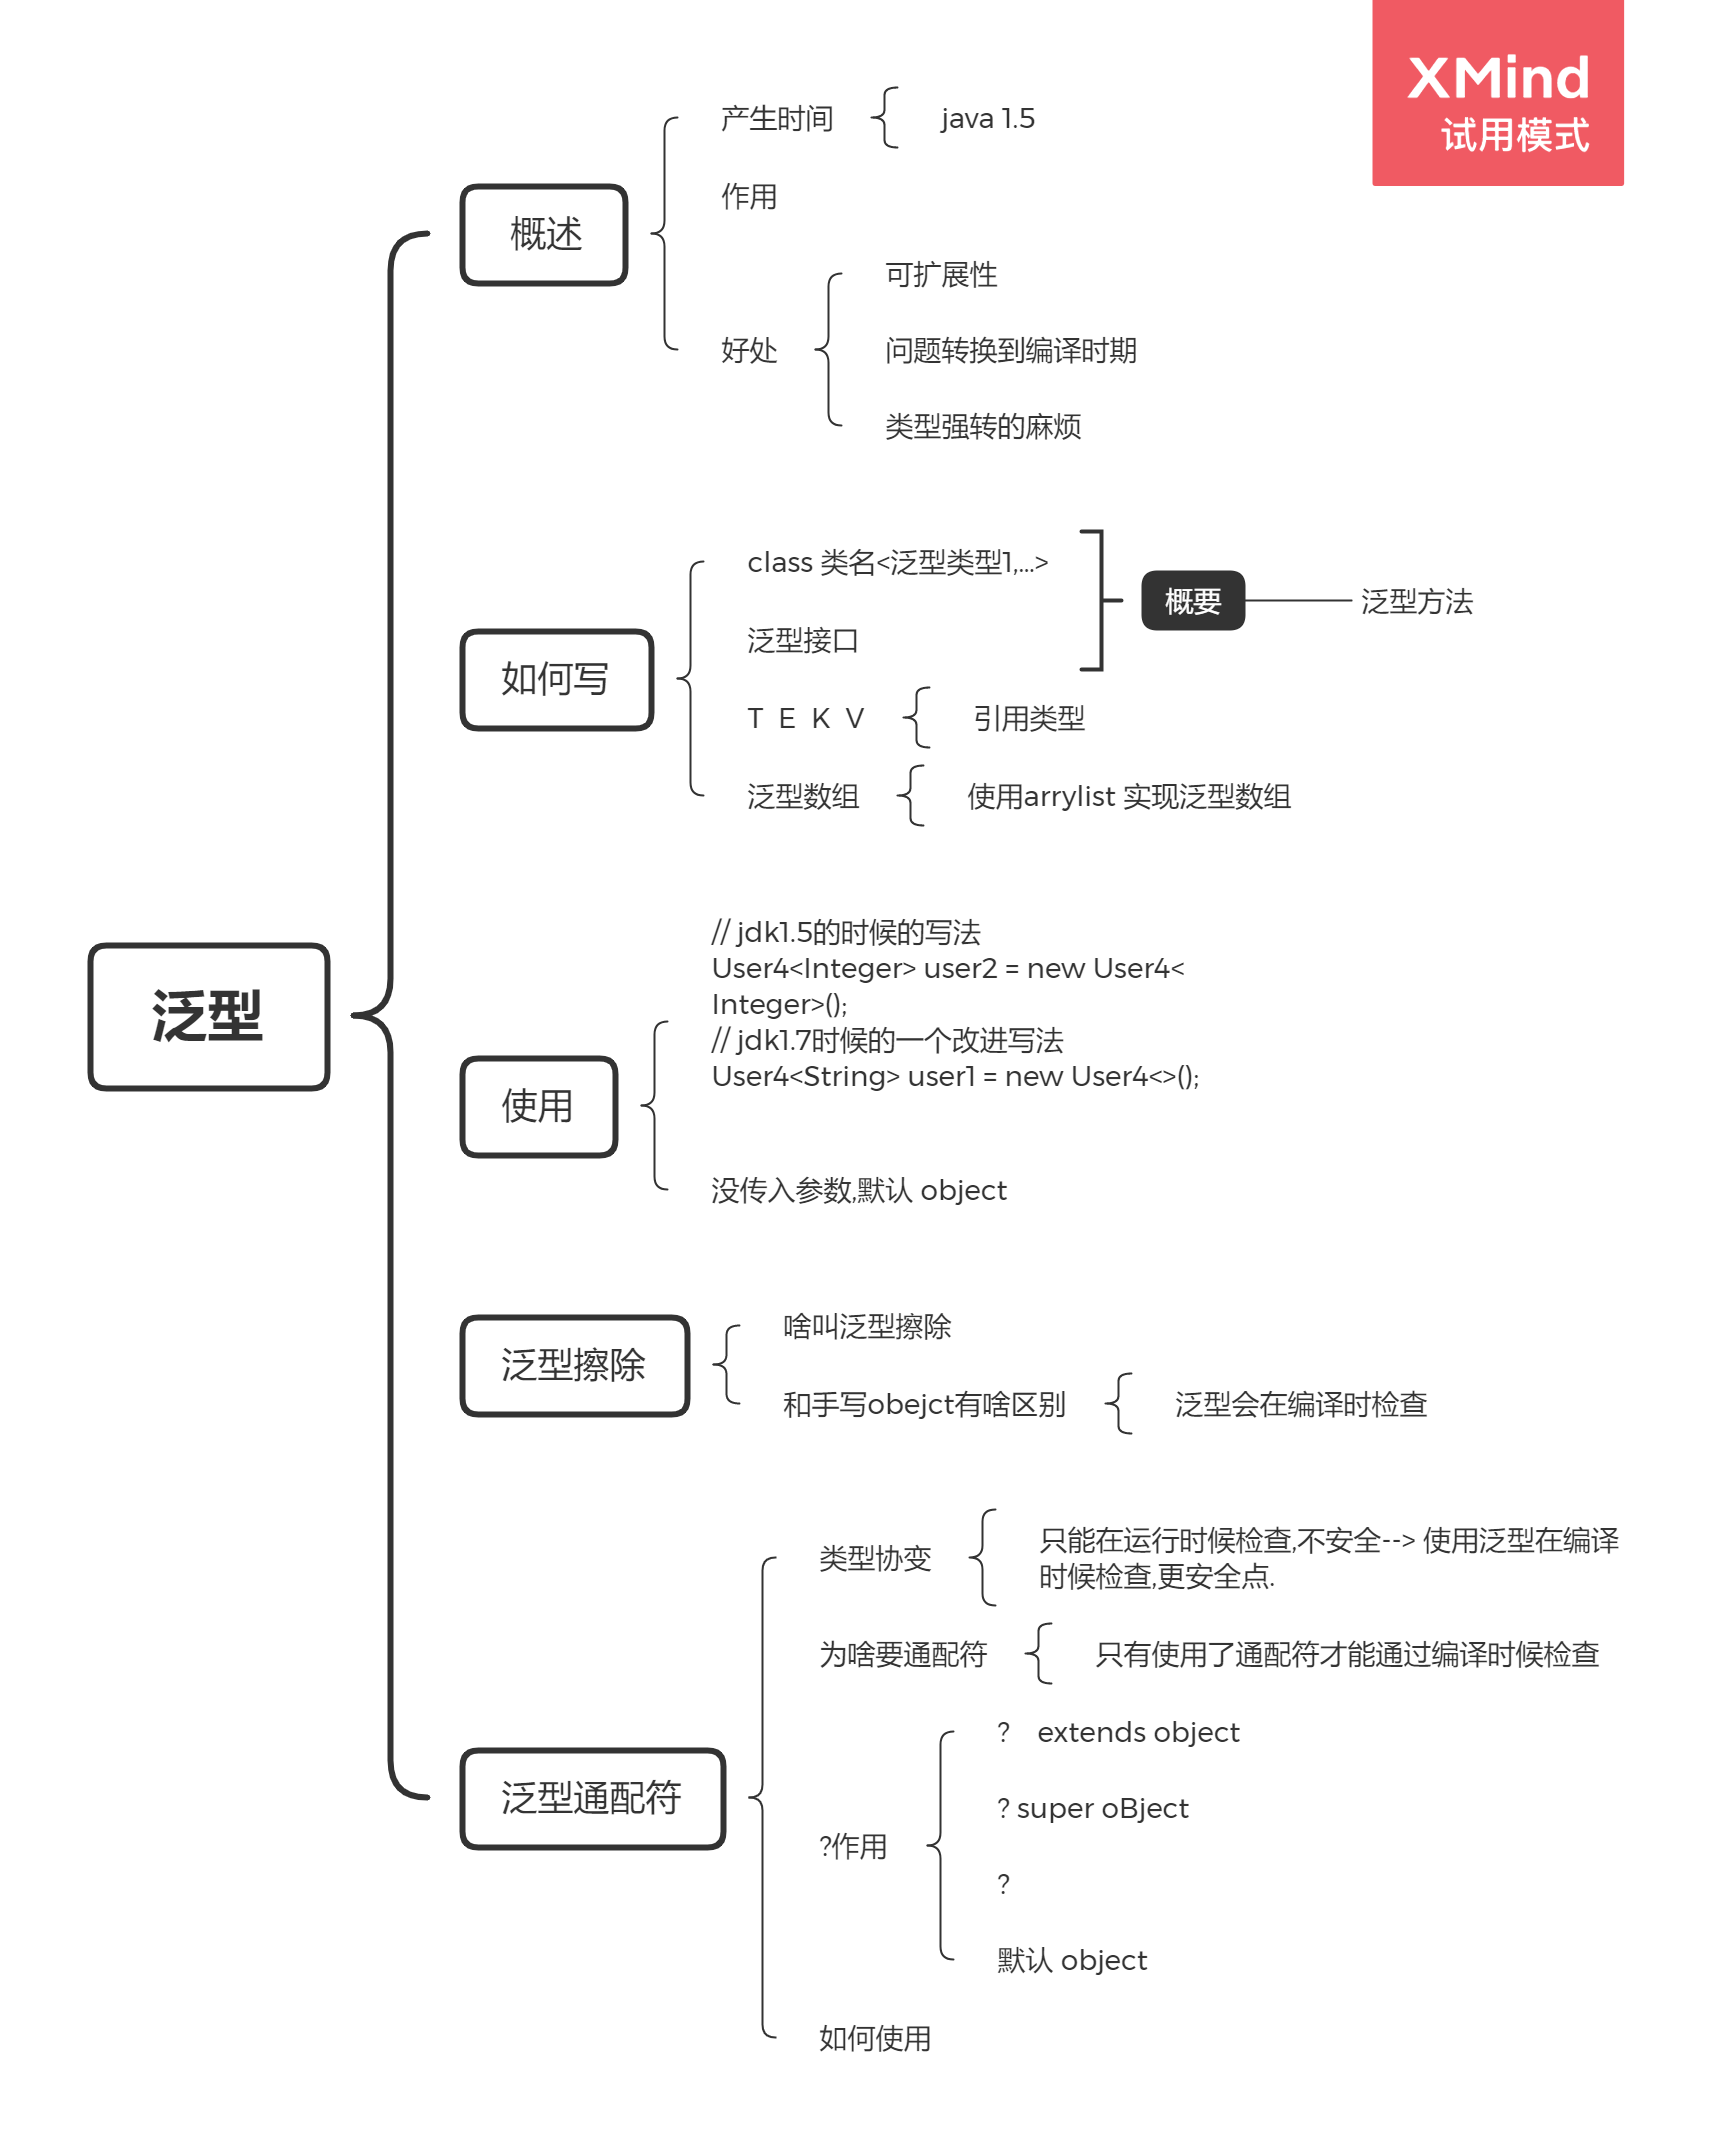 XMind
试用模式
泛型
概述
产生时间
java 1.5
作用
好处
可扩展性
问题转换到编译时期
类型强转的麻烦
如何写
class 类名<泛型类型1,...>
泛型接口
概要
泛型方法
T E K V
引用类型
泛型数组
使用arrylist 实现泛型数组
使用
// jdk1.5的时候的写法
User4<Integer> user2 = new User4<
Integer>();
// jdk1.7时候的一个改进写法
User4<String> user1 = new User4<>();
没传入参数,默认 object
泛型擦除
啥叫泛型擦除
和手写obejct有啥区别
泛型会在编译时检查
泛型通配符
类型协变
只能在运行时候检查,不安全--> 使用泛型在编译
时候检查,更安全点.
为啥要通配符
只有使用了通配符才能通过编译时候检查
?作用
? extends object
? super oBject
?
默认 object
如何使用